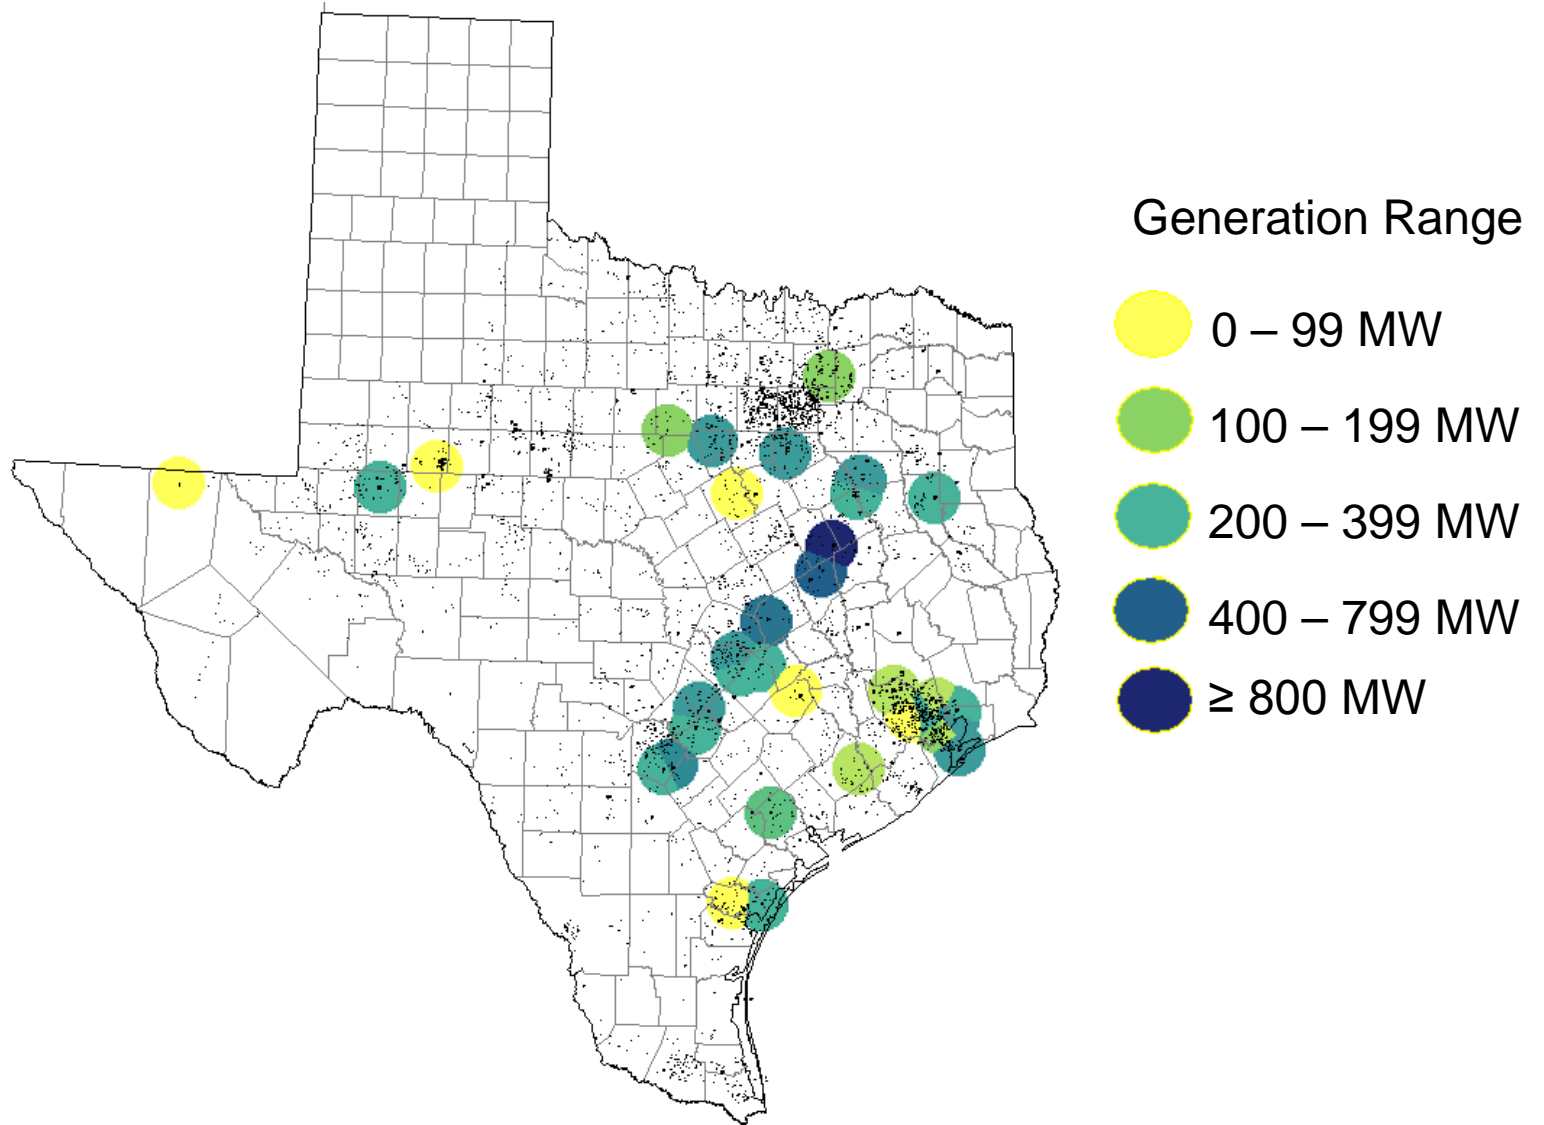 Generation Range
0 – 99 MW
100 – 199 MW
200 – 399 MW
400 – 799 MW
≥ 800 MW